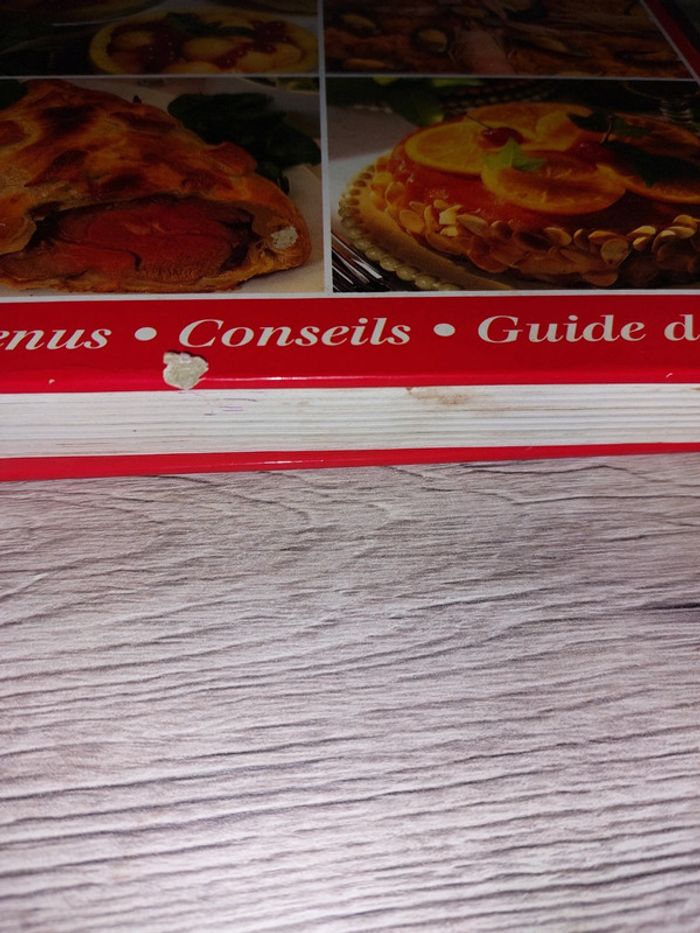 enus • Conseils • Guide d